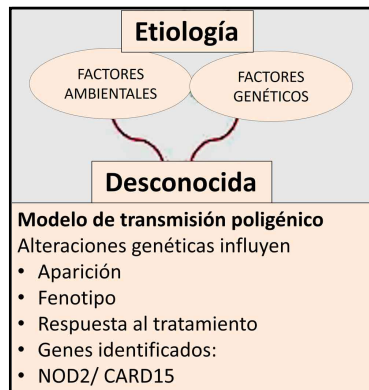 Etiología
FACTORES
AMBIENTALES
FACTORES
GENÉTICOS
Desconocida
Modelo de transmisión poligénico
Alteraciones genéticas influyen
• Aparición
• Fenotipo
• Respuesta al tratamiento
• Genes identificados:
• NOD2/ CARD15